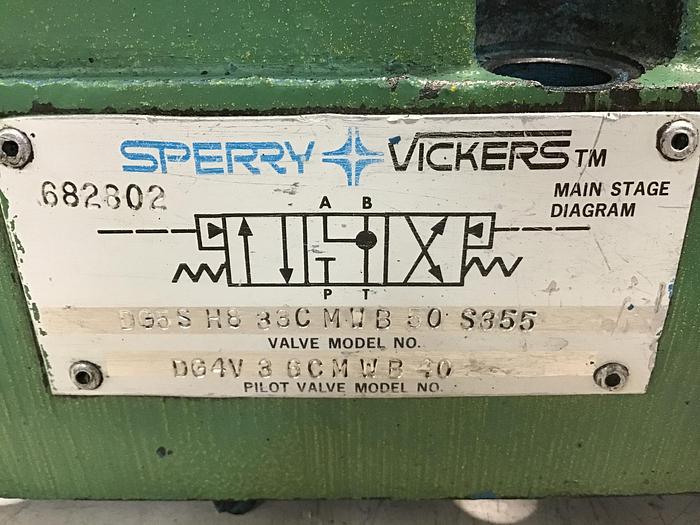 SPERRY VICKERS TM
682802
MAIN STAGE
DIAGRAM
A B
P T
DG5S H8 33C M W B 50 S355
VALVE MODEL NO.
DG4V 3 6C M W B 40
PILOT VALVE MODEL NO.